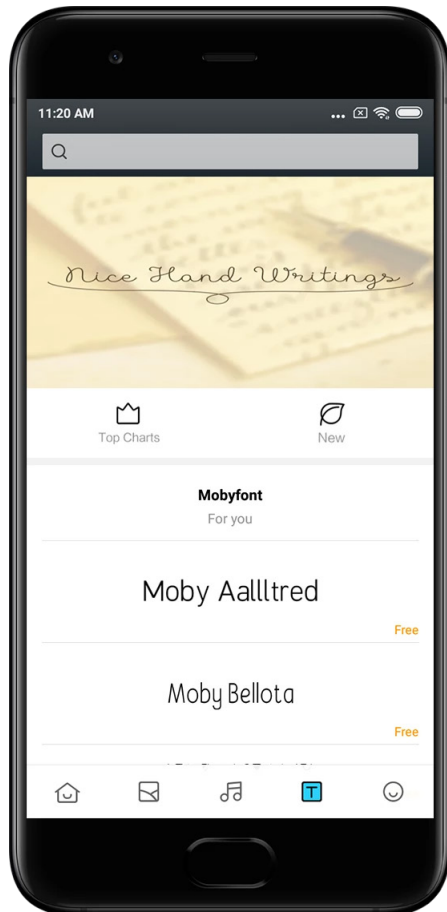 11:20 AM
Nice Hand Writings
Top Charts
New
Mobyfont
For you
Moby Aallltred
Free
Moby Bellota
Free
T